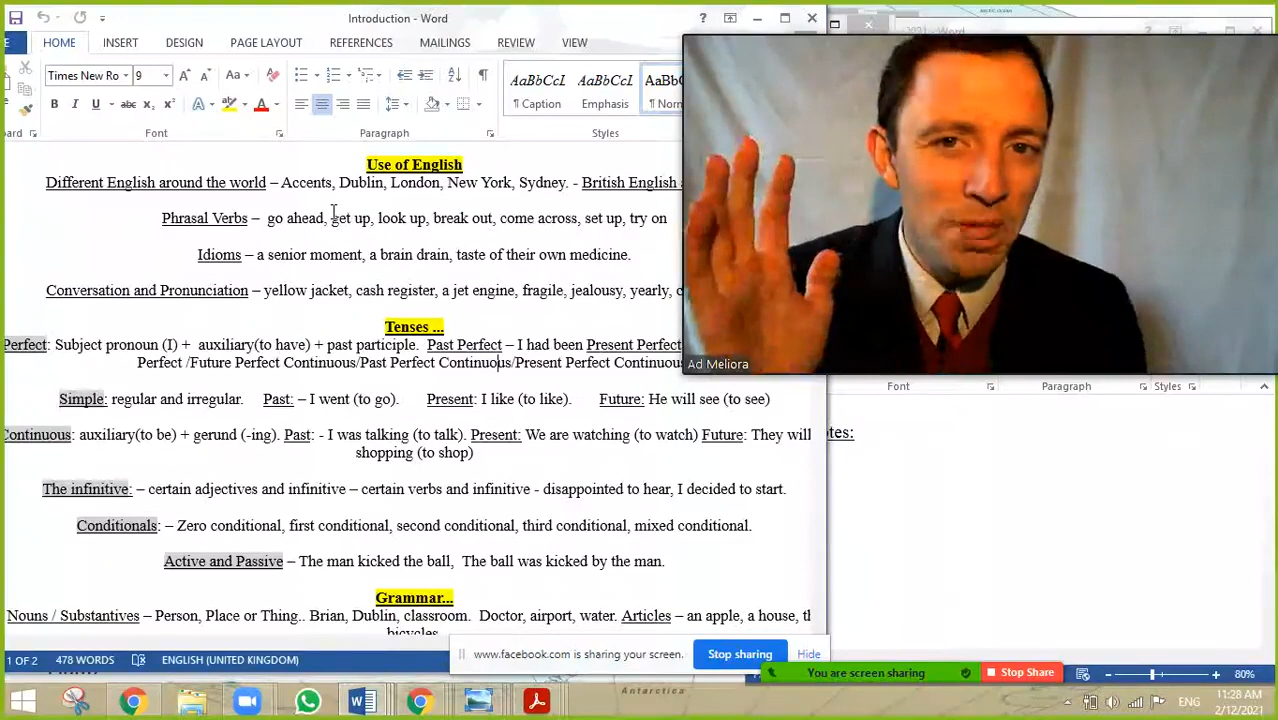 Introduction - Word
2021 - Word
HOME INSERT DESIGN PAGE LAYOUT REFERENCES MAILINGS REVIEW VIEW
Times New Ro 9
AaBbCcI AaBbCcI AaBbCc
¶ Caption Emphasis ¶ Norm
Font Paragraph Styles
Use of English
Different English around the world – Accents, Dublin, London, New York, Sydney. - British English
Phrasal Verbs – go ahead, get up, look up, break out, come across, set up, try on
Idioms – a senior moment, a brain drain, taste of their own medicine.
Conversation and Pronunciation – yellow jacket, cash register, a jet engine, fragile, jealousy, yearly,
Tenses ...
Perfect: Subject pronoun (I) + auxiliary(to have) + past participle. Past Perfect – I had been Present Perfect
Perfect /Future Perfect Continuous/Past Perfect Continuous/Present Perfect Continuous
Simple: regular and irregular. Past: – I went (to go). Present: I like (to like). Future: He will see (to see)
Continuous: auxiliary(to be) + gerund (-ing). Past: - I was talking (to talk). Present: We are watching (to watch) Future: They will
shopping (to shop)
The infinitive: – certain adjectives and infinitive – certain verbs and infinitive - disappointed to hear, I decided to start.
Conditionals: – Zero conditional, first conditional, second conditional, third conditional, mixed conditional.
Active and Passive – The man kicked the ball, The ball was kicked by the man.
Grammar...
Nouns / Substantives – Person, Place or Thing.. Brian, Dublin, classroom. Doctor, airport, water. Articles – an apple, a house,
bicycles
Ad Meliora
Font Paragraph Styles
otes:
www.facebook.com is sharing your screen. Stop sharing Hide
You are screen sharing Stop Share
1 OF 2 478 WORDS ENGLISH (UNITED KINGDOM)
80%
Antarctica
ENG
11:28 AM
2/12/2021